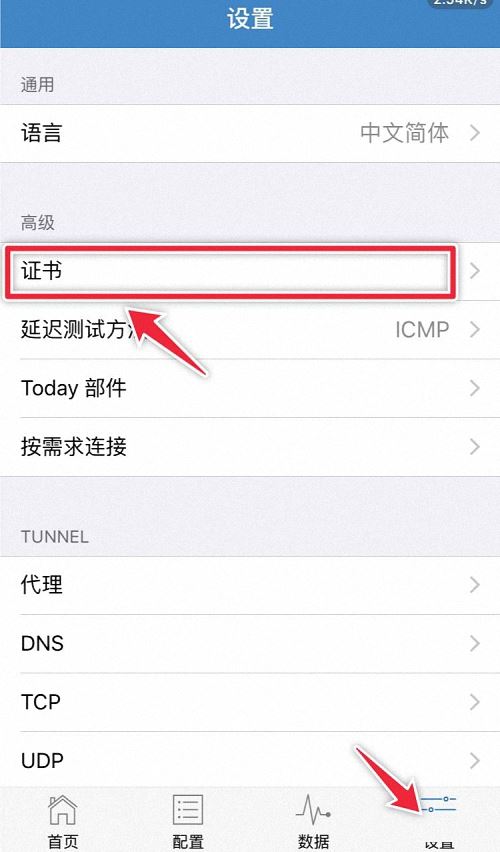 2.54K/s
设置
通用
语言 中文简体
高级
证书
延迟测试方法 ICMP
Today 部件
按需求连接
TUNNEL
代理
DNS
TCP
UDP
首页 配置 数据 设置